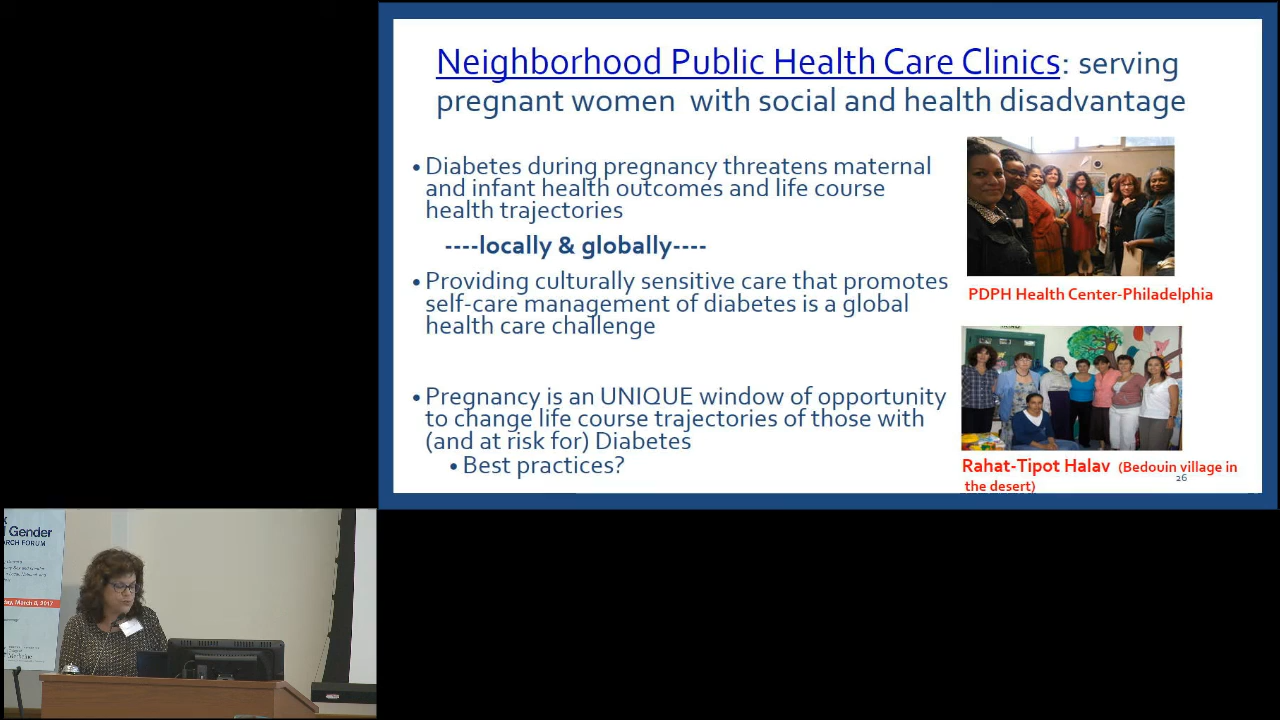 Neighborhood Public Health Care Clinics: serving
pregnant women with social and health disadvantage
• Diabetes during pregnancy threatens maternal
and infant health outcomes and life course
health trajectories
----locally & globally----
• Providing culturally sensitive care that promotes
self-care management of diabetes is a global
health care challenge
• Pregnancy is an UNIQUE window of opportunity
to change life course trajectories of those with
(and at risk for) Diabetes
• Best practices?
PDPH Health Center-Philadelphia
Rahat-Tipot Halav (Bedouin village in
the desert)
26
Gender
FORUM
March 8, 2017